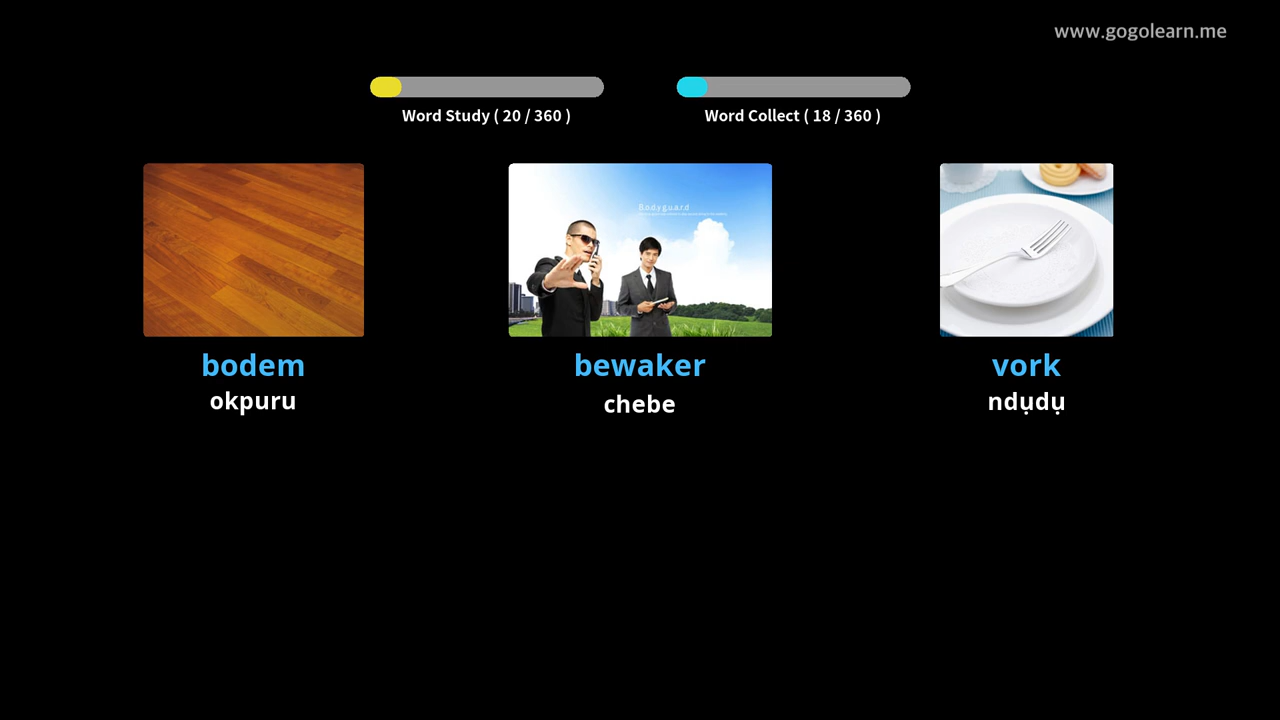 www.gogolearn.me
Word Study ( 20 / 360 )
Word Collect ( 18 / 360 )
Bodyguard
bodem
bewaker
vork
okpuru
chebe
ndụdụ